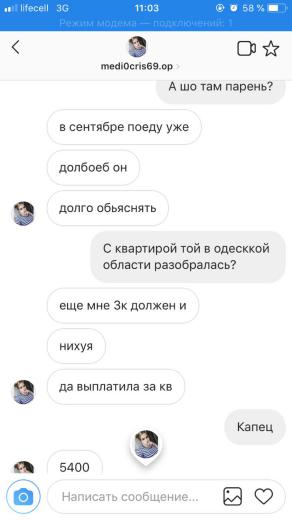 lifecell 3G 11:03 58 %
Режим модема — подключений: 1
medi0cris69.op
А шо там парень?
в сентябре поеду уже
долбоеб он
долго обьяснять
С квартирой той в одесккой
области разобралась?
еще мне 3к должен и
нихуя
да выплатила за кв
Капец
5400
Написать сообщение...